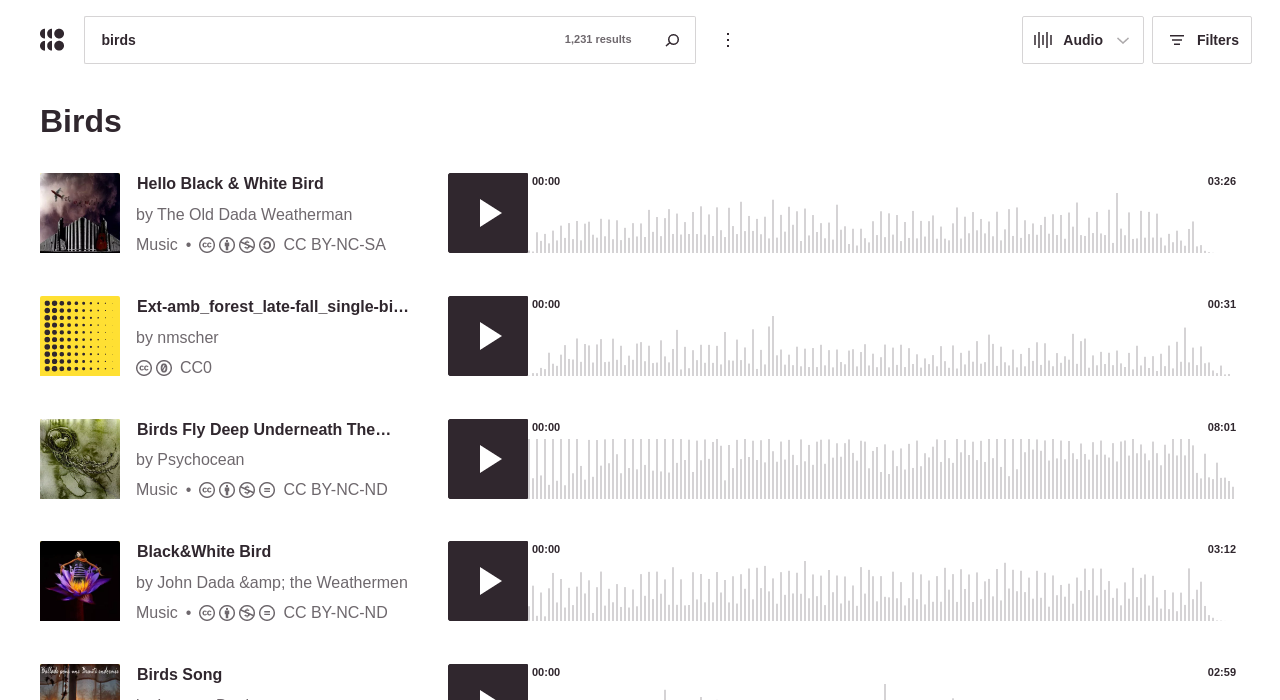 birds
1,231 results
Audio
Filters
Birds
Hello Black & White Bird
by The Old Dada Weatherman
Music • CC BY-NC-SA
00:00
03:26
Ext-amb_forest_late-fall_single-bi…
by nmscher
CC0
00:00
00:31
Birds Fly Deep Underneath The…
by Psychocean
Music • CC BY-NC-ND
00:00
08:01
Black&White Bird
by John Dada &amp; the Weathermen
Music • CC BY-NC-ND
00:00
03:12
Birds Song
00:00
02:59